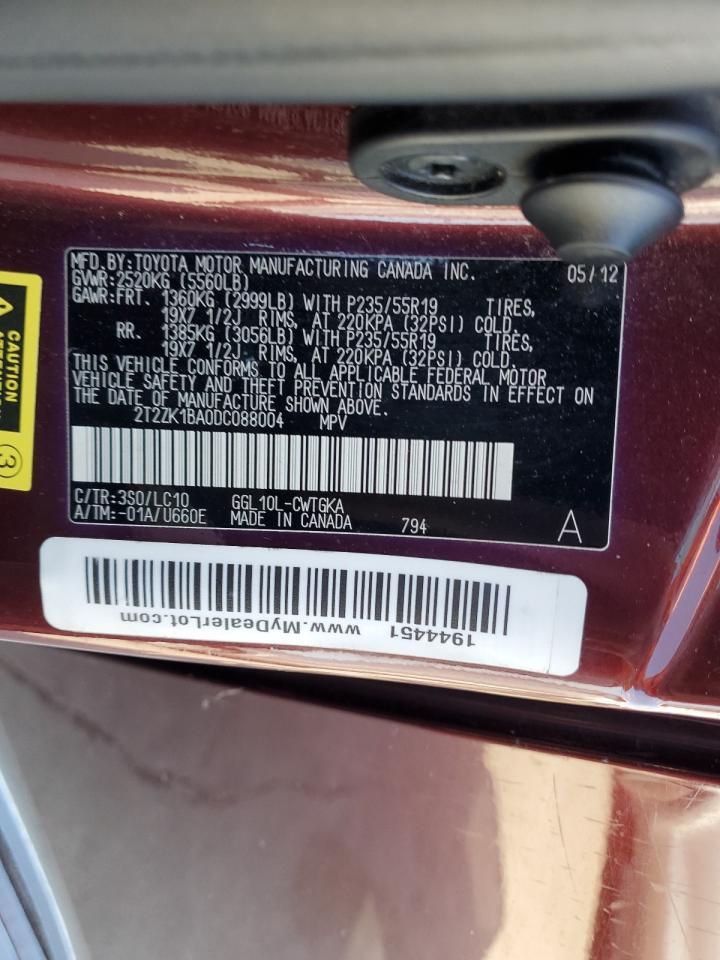 MFD.BY:TOYOTA MOTOR MANUFACTURING CANADA INC. 05/12
GVWR:2520KG (5560LB)
GAWR:FRT. 1360KG (2999LB) WITH P235/55R19 TIRES,
19X7 1/2J RIMS, AT 220KPA (32PSI) COLD.
RR. 1385KG (3056LB) WITH P235/55R19 TIRES,
19X7 1/2J RIMS, AT 220KPA (32PSI) COLD.
THIS VEHICLE CONFORMS TO ALL APPLICABLE FEDERAL MOTOR
VEHICLE SAFETY AND THEFT PREVENTION STANDARDS IN EFFECT ON
THE DATE OF MANUFACTURE SHOWN ABOVE.
2T2ZK1BA0DC088004 MPV
C/TR:3S0/LC10 GGL10L-CWTGKA
A/TM:-01A/U660E MADE IN CANADA 794 A
CAUTION
3
1944451 www.MyDealerLot.com